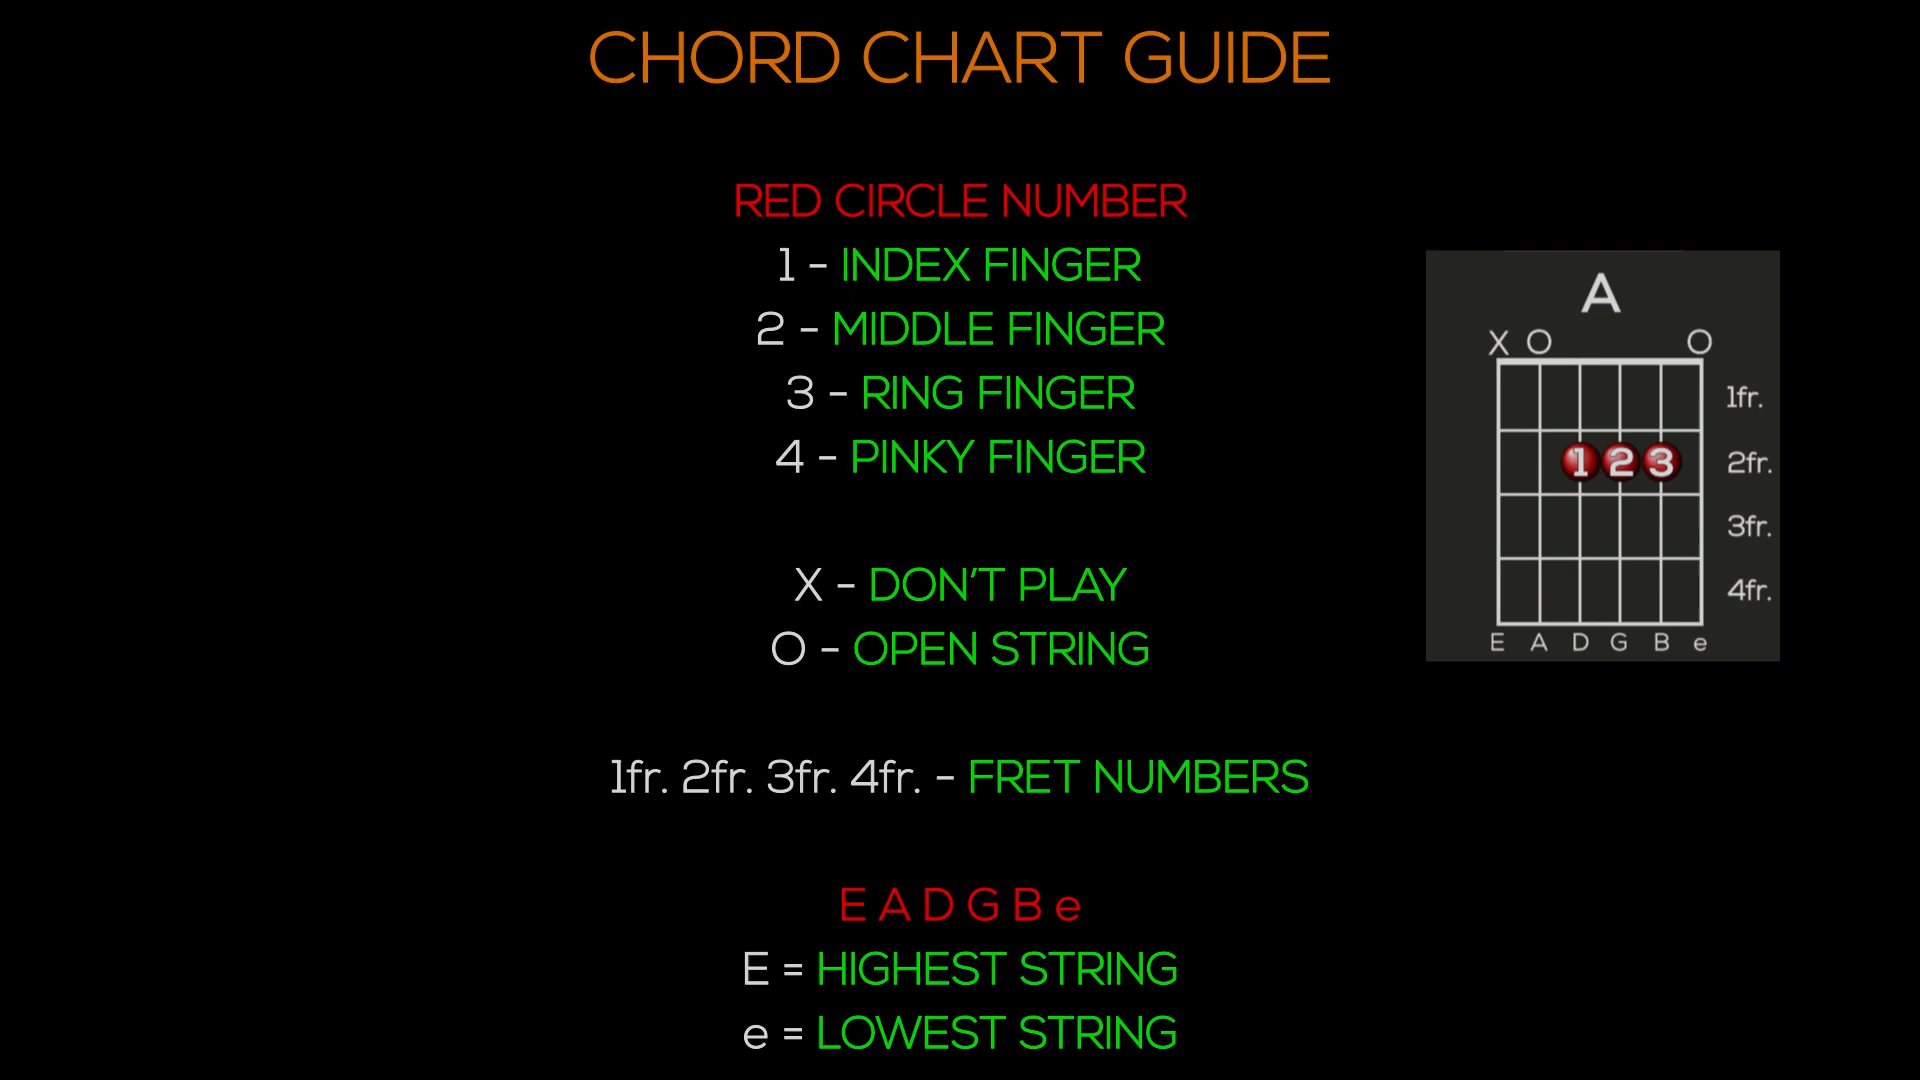 CHORD CHART GUIDE
RED CIRCLE NUMBER
1 - INDEX FINGER
2 - MIDDLE FINGER
3 - RING FINGER
4 - PINKY FINGER
X - DON'T PLAY
O - OPEN STRING
1fr. 2fr. 3fr. 4fr. - FRET NUMBERS
E A D G B e
E = HIGHEST STRING
e = LOWEST STRING
A
X O O
1fr.
1 2 3 2fr.
3fr.
4fr.
E A D G B e